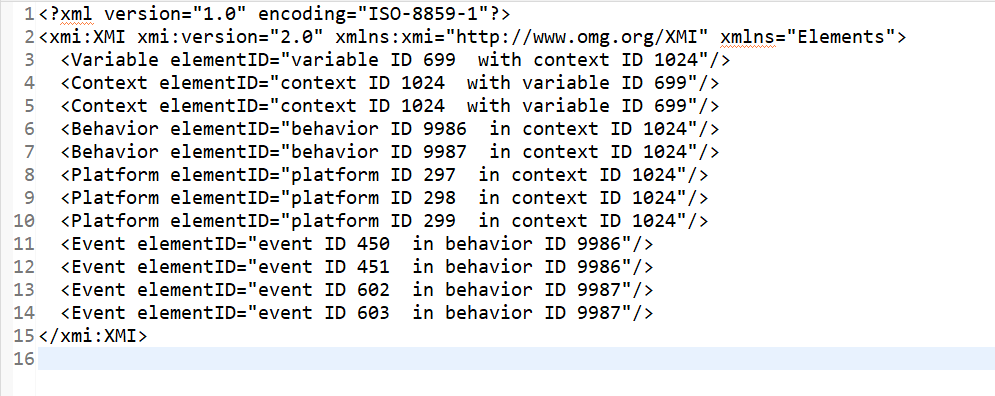 1 <?xml version="1.0" encoding="ISO-8859-1"?>
2 <xmi:XMI xmi:version="2.0" xmlns:xmi="http://www.omg.org/XMI" xmlns="Elements">
3   <Variable elementID="variable ID 699  with context ID 1024"/>
4   <Context elementID="context ID 1024  with variable ID 699"/>
5   <Context elementID="context ID 1024  with variable ID 699"/>
6   <Behavior elementID="behavior ID 9986  in context ID 1024"/>
7   <Behavior elementID="behavior ID 9987  in context ID 1024"/>
8   <Platform elementID="platform ID 297  in context ID 1024"/>
9   <Platform elementID="platform ID 298  in context ID 1024"/>
10   <Platform elementID="platform ID 299  in context ID 1024"/>
11   <Event elementID="event ID 450  in behavior ID 9986"/>
12   <Event elementID="event ID 451  in behavior ID 9986"/>
13   <Event elementID="event ID 602  in behavior ID 9987"/>
14   <Event elementID="event ID 603  in behavior ID 9987"/>
15 </xmi:XMI>
16